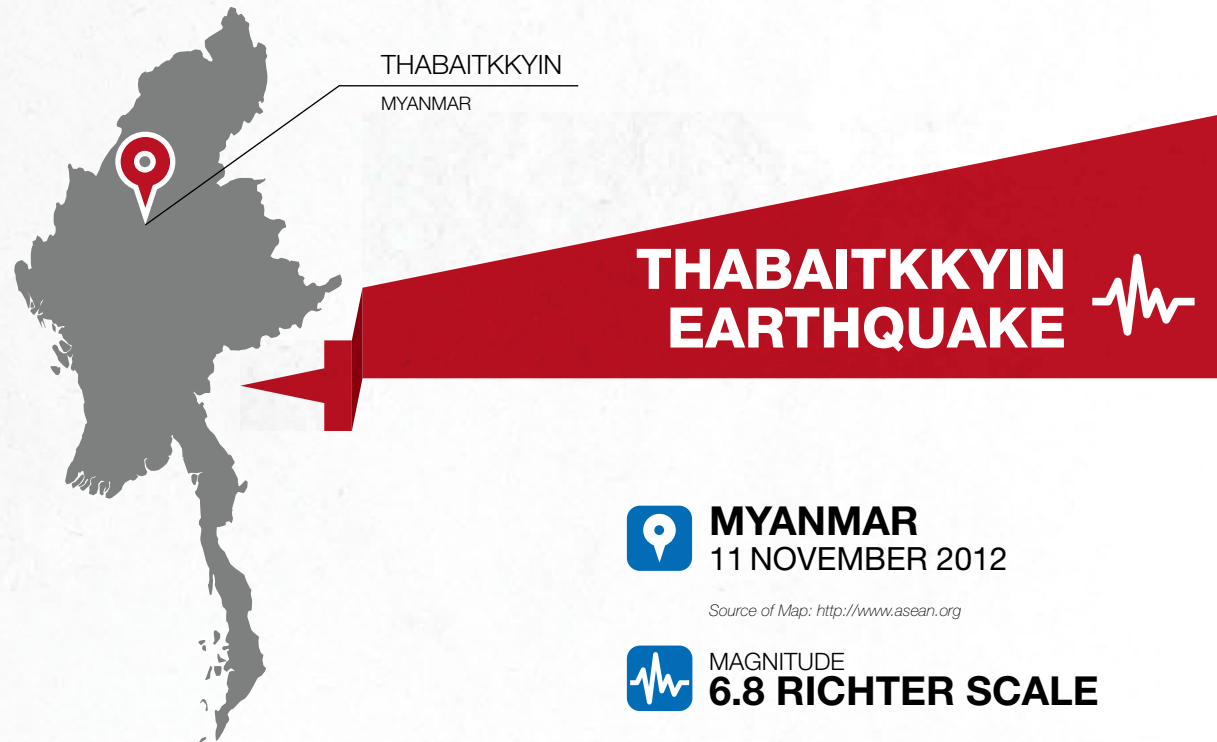 THABAITKKYIN
MYANMAR
THABAITKKYIN
EARTHQUAKE
MYANMAR
11 NOVEMBER 2012
Source of Map: http://www.asean.org
MAGNITUDE
6.8 RICHTER SCALE